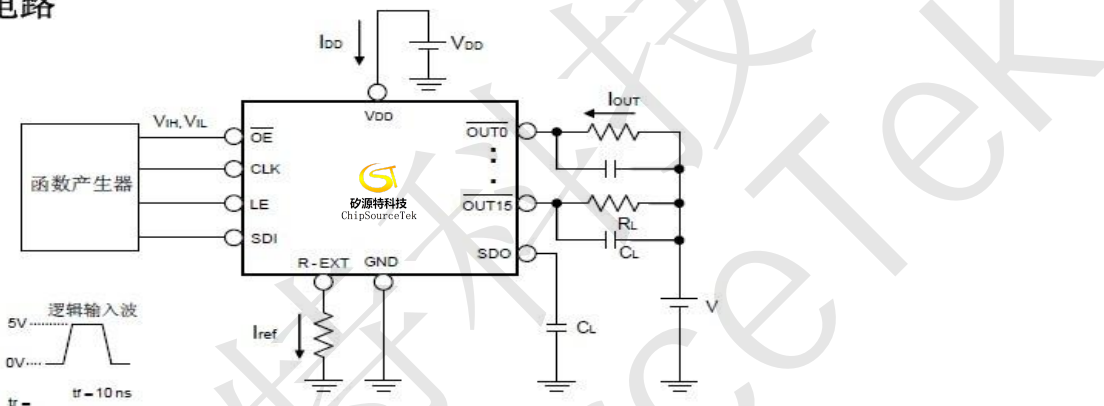 电路
IDD
VDD
VDD
IOUT
VIH, VIL
OE
OUT0
CLK
函数产生器
LE
OUT15
矽源特科技
ChipSourceTek
RL
SDI
SDO
CL
R-EXT
GND
V
逻辑输入波
5V
Iref
CL
0V
tf=10 ns
tr=